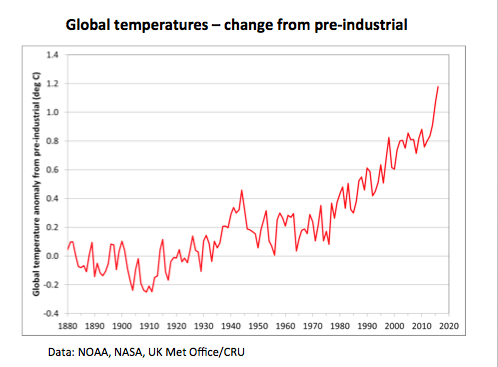 Global temperatures – change from pre-industrial
Global temperature anomaly from pre-industrial (deg C)
1.4
1.2
1.0
0.8
0.6
0.4
0.2
0.0
-0.2
-0.4
1880 1890 1900 1910 1920 1930 1940 1950 1960 1970 1980 1990 2000 2010 2020
Data: NOAA, NASA, UK Met Office/CRU